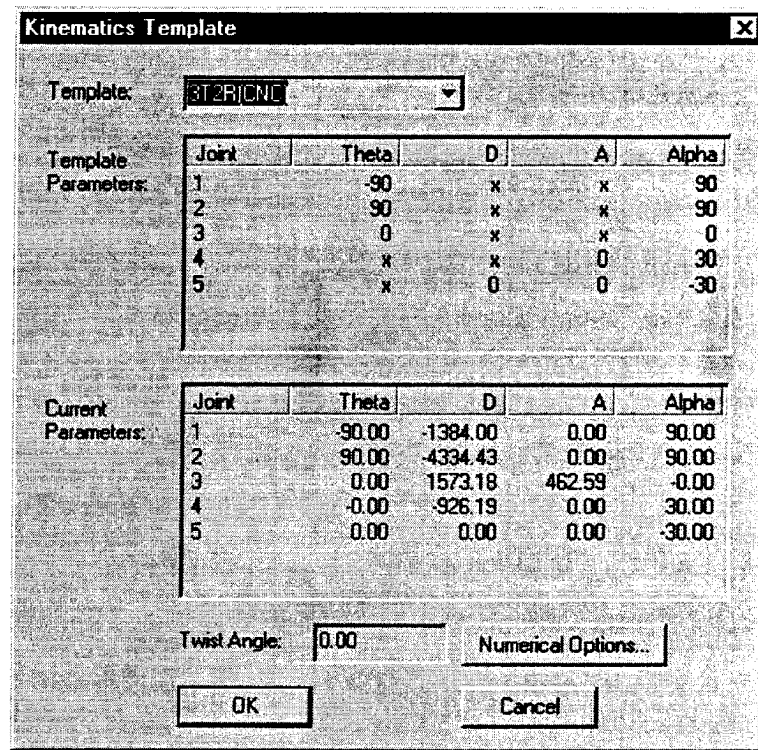 Kinematics Template
Template: 3T2R|CNC
Template Parameters:
Joint Theta D A Alpha
1 -90 x x 90
2 90 x x 90
3 0 x x 0
4 x x 0 30
5 x 0 0 -30
Current Parameters:
Joint Theta D A Alpha
1 -90.00 -1384.00 0.00 90.00
2 90.00 -4334.43 0.00 90.00
3 0.00 1573.18 462.59 -0.00
4 -0.00 -926.19 0.00 30.00
5 0.00 0.00 0.00 -30.00
Twist Angle: 0.00 Numerical Options...
OK Cancel